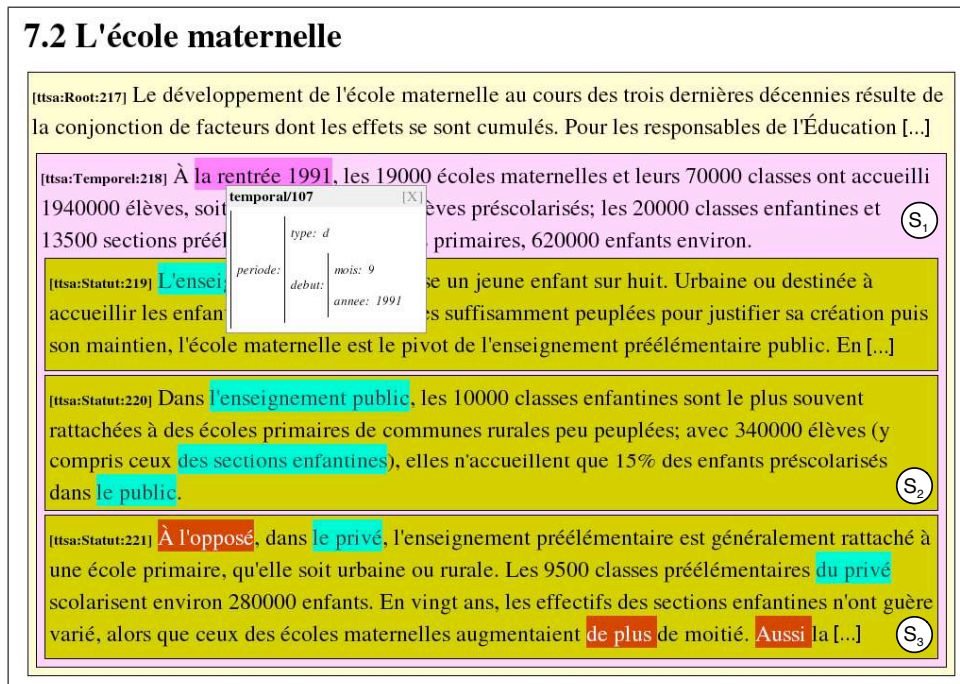 7.2 L'école maternelle
[ttsa:Root:217] Le développement de l'école maternelle au cours des trois dernières décennies résulte de
la conjonction de facteurs dont les effets se sont cumulés. Pour les responsables de l'Éducation [...]
[ttsa:Temporel:218] À la rentrée 1991, les 19000 écoles maternelles et leurs 70000 classes ont accueilli
1940000 élèves, soit èves préscolarisés; les 20000 classes enfantines et
13500 sections préél primaires, 620000 enfants environ.
S1
temporal/107 [X]
type: d
periode:
mois: 9
debut:
annee: 1991
[ttsa:Statut:219] L'ensei se un jeune enfant sur huit. Urbaine ou destinée à
accueillir les enfan s suffisamment peuplées pour justifier sa création puis
son maintien, l'école maternelle est le pivot de l'enseignement préélémentaire public. En [...]
[ttsa:Statut:220] Dans l'enseignement public, les 10000 classes enfantines sont le plus souvent
rattachées à des écoles primaires de communes rurales peu peuplées; avec 340000 élèves (y
compris ceux des sections enfantines), elles n'accueillent que 15% des enfants préscolarisés
dans le public.
S2
[ttsa:Statut:221] À l'opposé, dans le privé, l'enseignement préélémentaire est généralement rattaché à
une école primaire, qu'elle soit urbaine ou rurale. Les 9500 classes préélémentaires du privé
scolarisent environ 280000 enfants. En vingt ans, les effectifs des sections enfantines n'ont guère
varié, alors que ceux des écoles maternelles augmentaient de plus de moitié. Aussi la [...]
S3